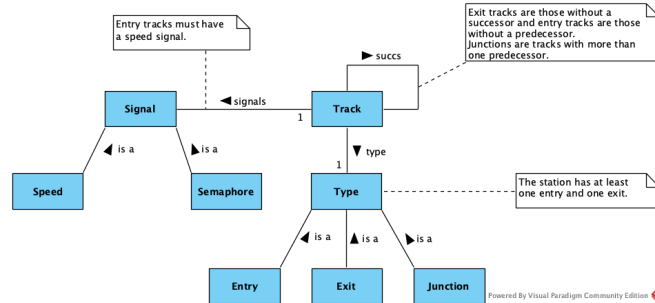 Entry tracks must have
a speed signal.
Exit tracks are those without a
successor and entry tracks are those
without a predecessor.
Junctions are tracks with more than
one predecessor.
succs
Signal
signals
1
Track
is a
is a
type
1
Speed
Semaphore
Type
The station has at least
one entry and one exit.
is a
is a
is a
Entry
Exit
Junction
Powered By Visual Paradigm Community Edition